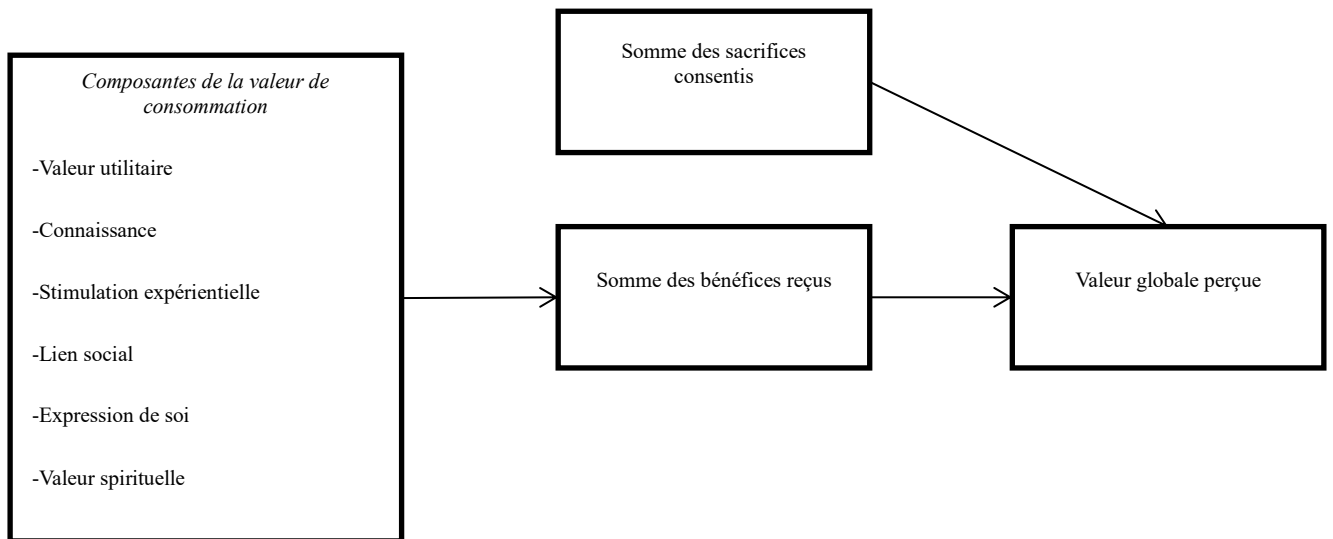 Composantes de la valeur de
consommation
-Valeur utilitaire
-Connaissance
-Stimulation expérientielle
-Lien social
-Expression de soi
-Valeur spirituelle
Somme des sacrifices
consentis
Somme des bénéfices reçus
Valeur globale perçue